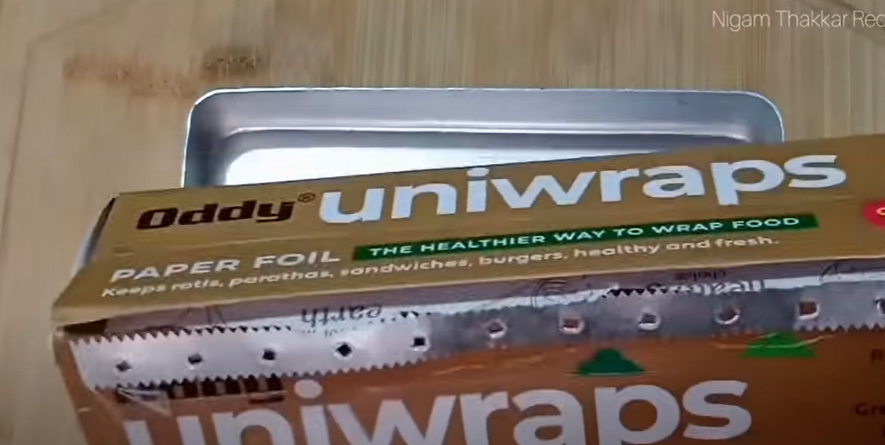 Nigam Thakkar Rec
Oddy® uniwraps
PAPER FOIL THE HEALTHIER WAY TO WRAP FOOD
Keeps rotis, parathas, sandwiches, burgers, healthy and fresh.
Oddy
uniwraps